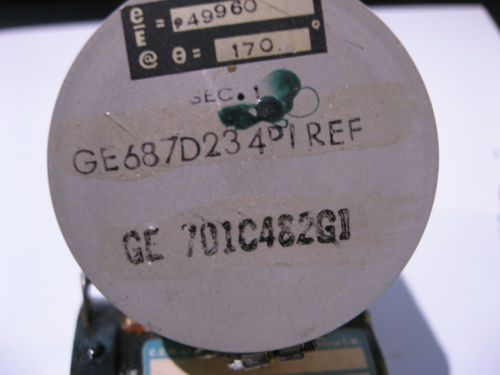 = .49960
@ θ = 170 °
SEC. 1
GE687D234P1 REF
GE 701C482G1